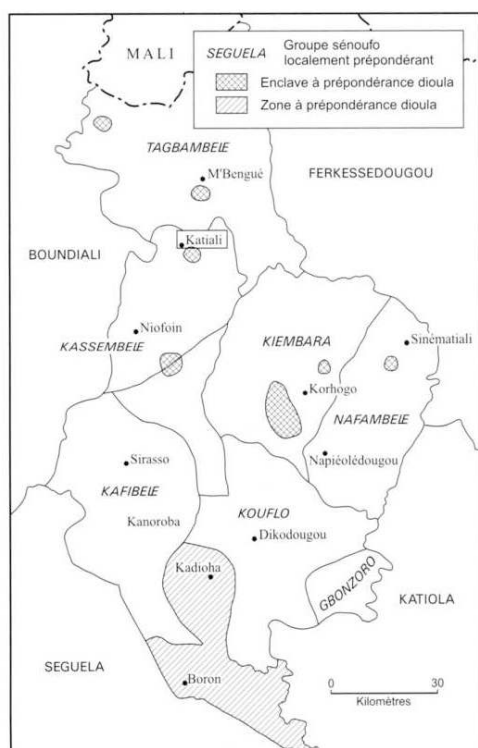 MALI
SEGUELA
Groupe sénoufo
localement prépondérant
Enclave à prépondérance dioula
Zone à prépondérance dioula
TAGBAMBELE
M'Bengué
FERKESSEDOUGOU
BOUNDIALI
Katiali
Niofoin
KASSEMBELE
KIEMBARA
Sinématiali
Korhogo
NAFAMBELE
Napiéolédougou
Sirasso
KAFIBELE
Kanoroba
KOUFLO
Dikodougou
Kadioha
GBONZORO
KATIOLA
SEGUELA
Boron
0 30
Kilomètres